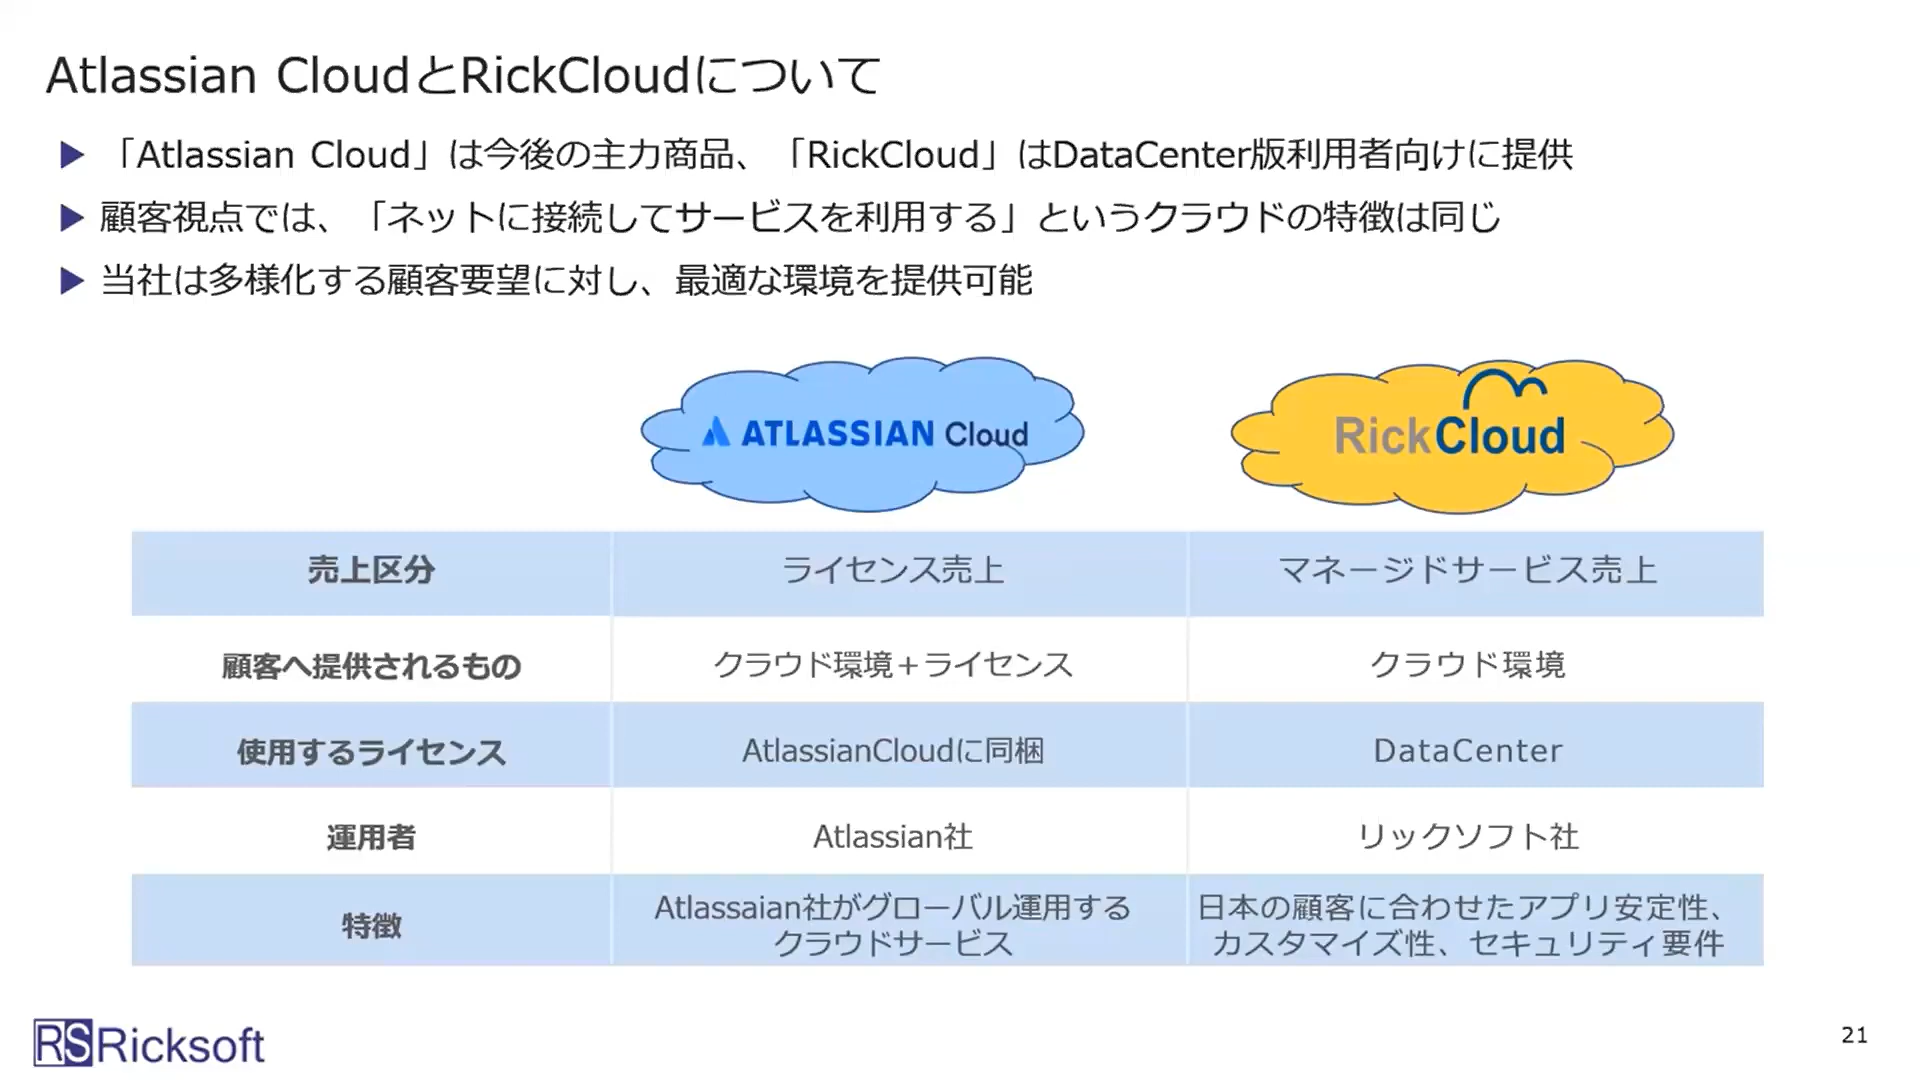 Atlassian CloudとRickCloudについて
▶ 「Atlassian Cloud」は今後の主力商品、「RickCloud」はDataCenter版利用者向けに提供
▶ 顧客視点では、「ネットに接続してサービスを利用する」というクラウドの特徴は同じ
▶ 当社は多様化する顧客要望に対し、最適な環境を提供可能
ATLASSIAN Cloud
RickCloud
売上区分 ライセンス売上 マネージドサービス売上
顧客へ提供されるもの クラウド環境+ライセンス クラウド環境
使用するライセンス AtlassianCloudに同梱 DataCenter
運用者 Atlassian社 リックソフト社
特徴 Atlassaian社がグローバル運用する クラウドサービス 日本の顧客に合わせたアプリ安定性、 カスタマイズ性、セキュリティ要件
RS Ricksoft
21